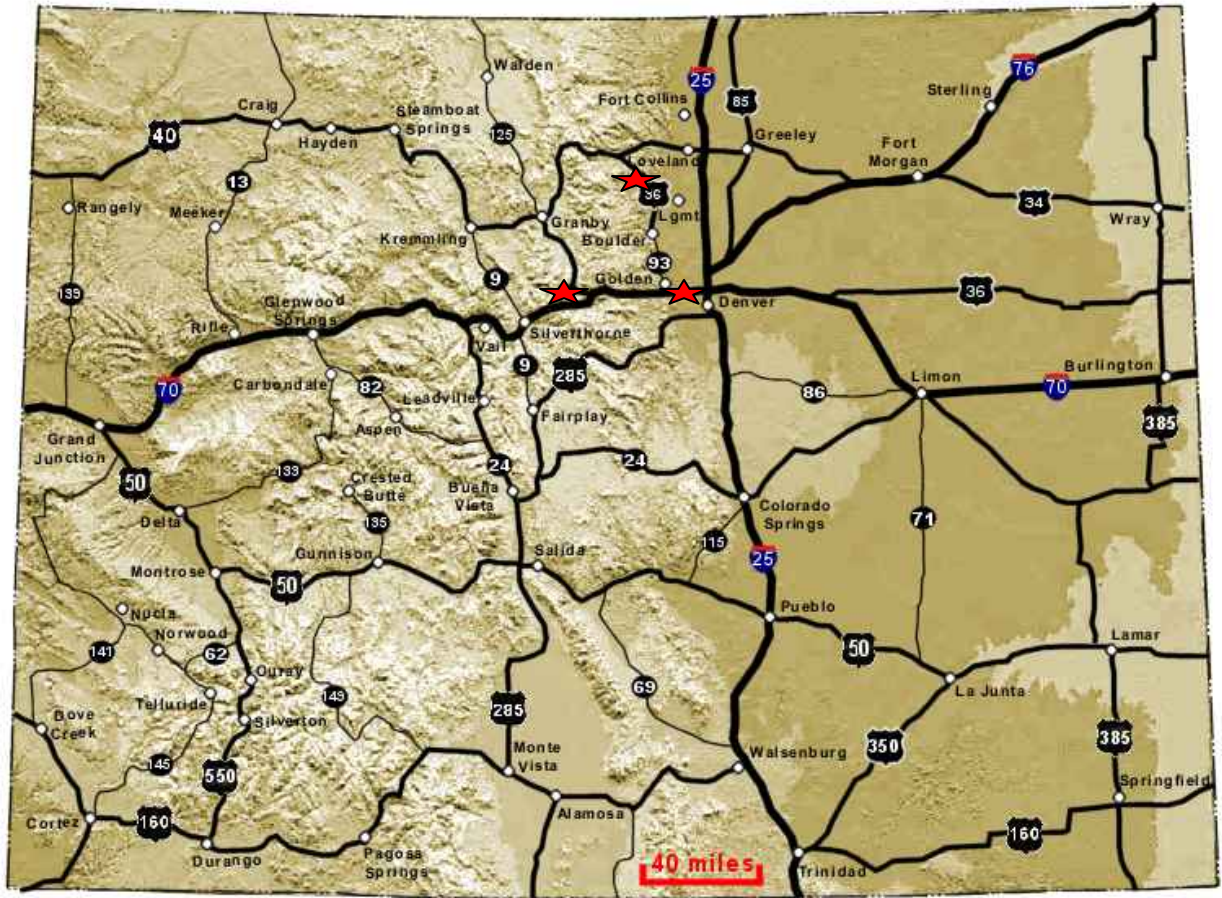 Walden
25
76
Fort Collins
85
Sterling
Craig
Steamboat
Springs
40
Hayden
125
Greeley
Fort
Morgan
Loveland
13
36
34
Rangely
Meeker
Lgmt
Wray
Granby
Kremmling
Boulder
93
9
Golden
139
36
Glenwood
Springs
Denver
Rifle
Silverthorne
Vail
9
285
Burlington
70
Carbondale
82
Limon
70
86
Leadville
Fairplay
Aspen
385
Grand
Junction
133
24
24
50
Crested
Butte
Buena
Vista
Colorado
Springs
Delta
135
71
115
Gunnison
Salida
25
Montrose
50
Nucla
Pueblo
Norwood
62
50
Lamar
141
Ouray
La Junta
Telluride
149
69
285
Dove
Creek
Silverton
350
385
Monte
Vista
Walsenburg
145
550
Springfield
Cortez
160
Alamosa
160
Durango
Pagosa
Springs
40 miles
Trinidad